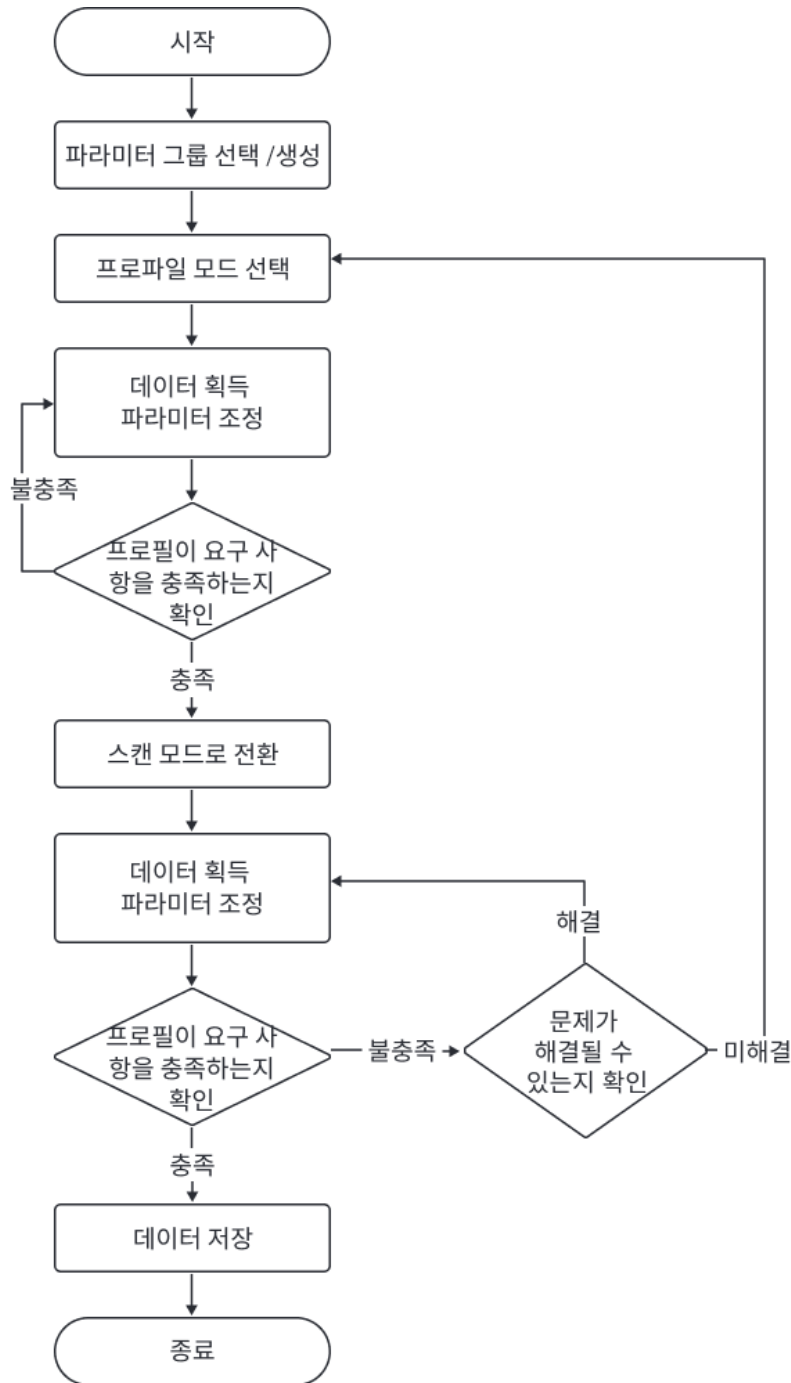 시작
파라미터 그룹 선택 /생성
프로파일 모드 선택
데이터 획득
파라미터 조정
불충족
프로필이 요구 사
항을 충족하는지
확인
충족
스캔 모드로 전환
데이터 획득
파라미터 조정
해결
프로필이 요구 사
항을 충족하는지
확인
불충족
문제가
해결될 수
있는지 확인
미해결
충족
데이터 저장
종료